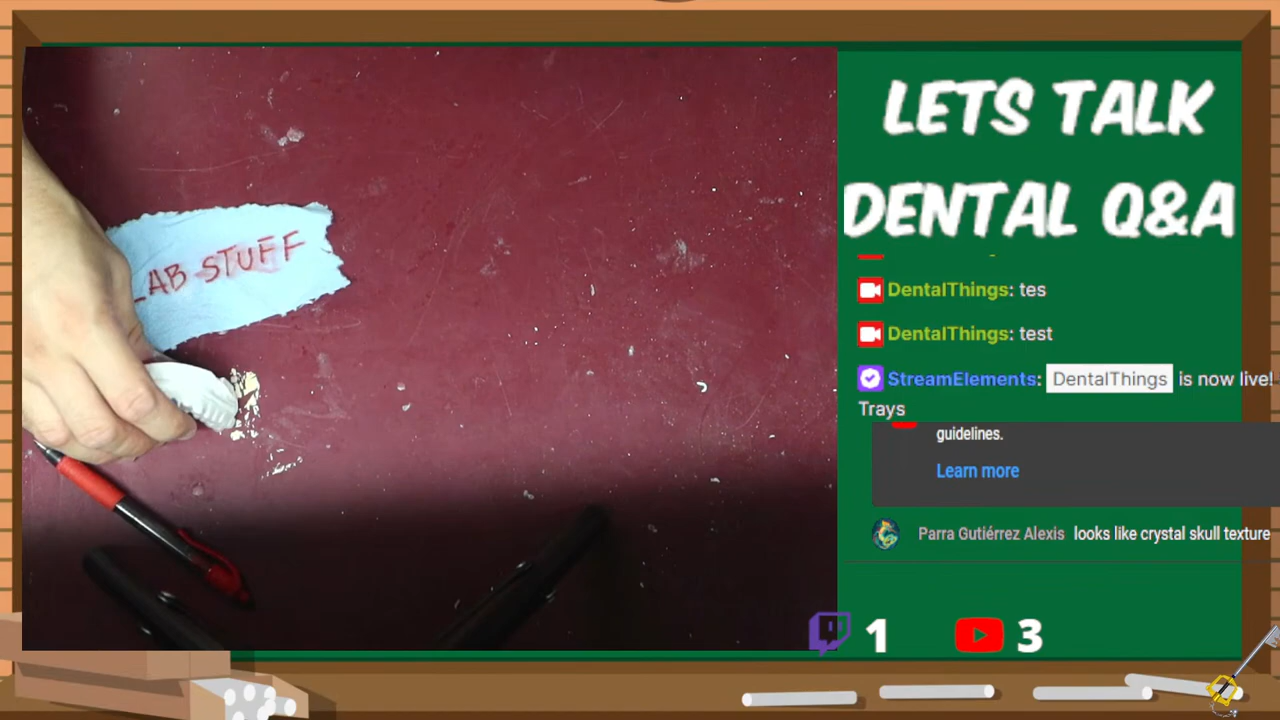 LETS TALK
DENTAL Q&A
LAB STUFF
DentalThings: tes
DentalThings: test
StreamElements: DentalThings is now live!
Trays
guidelines.
Learn more
Parra Gutiérrez Alexis looks like crystal skull texture
1 3